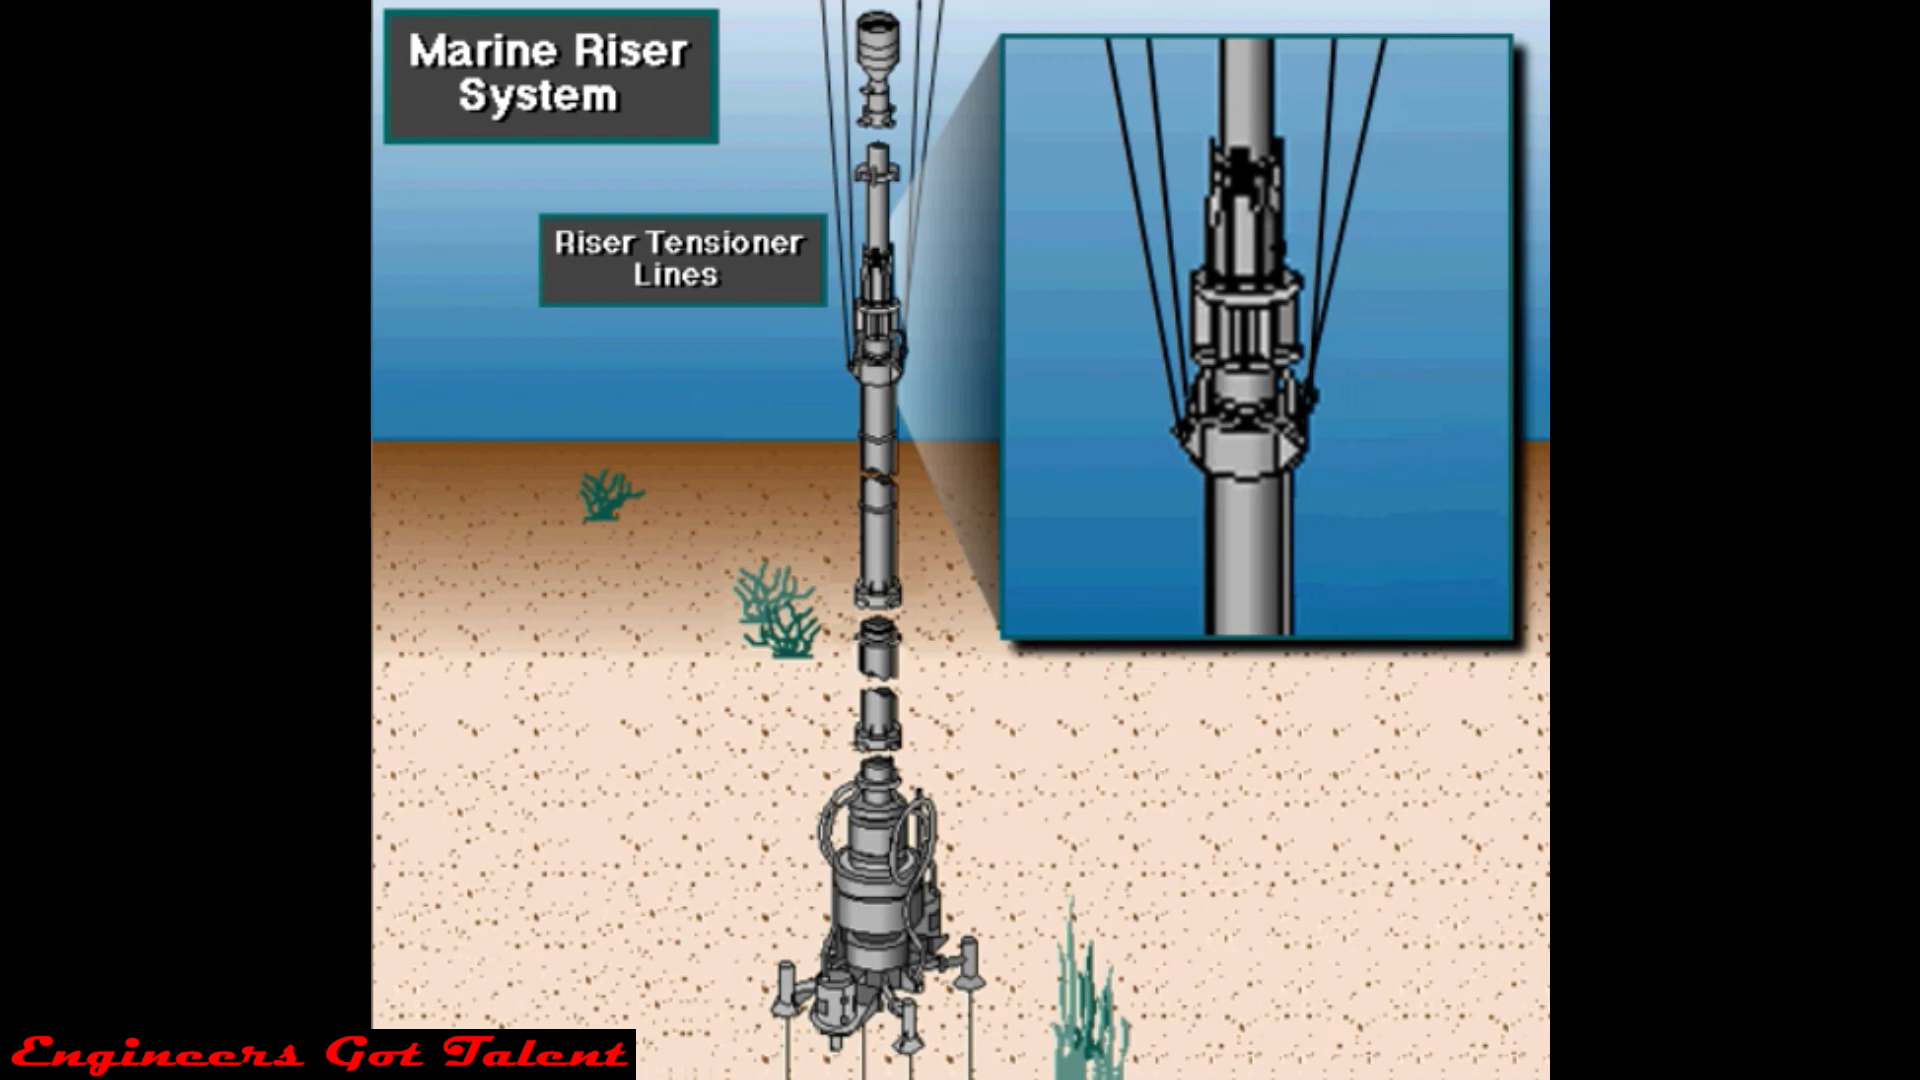 Marine Riser
System
Riser Tensioner
Lines
Engineers Got Talent